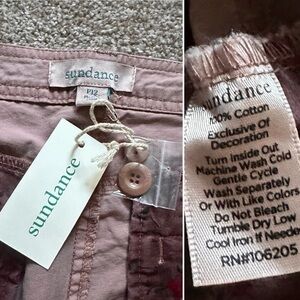 sundance
P12
sundance
sundance
100% Cotton
Exclusive Of
Decoration
Turn Inside Out
Machine Wash Cold
Gentle Cycle
Wash Separately
Or With Like Colors
Do Not Bleach
Tumble Dry Low
Cool Iron if Needed
RN#106205